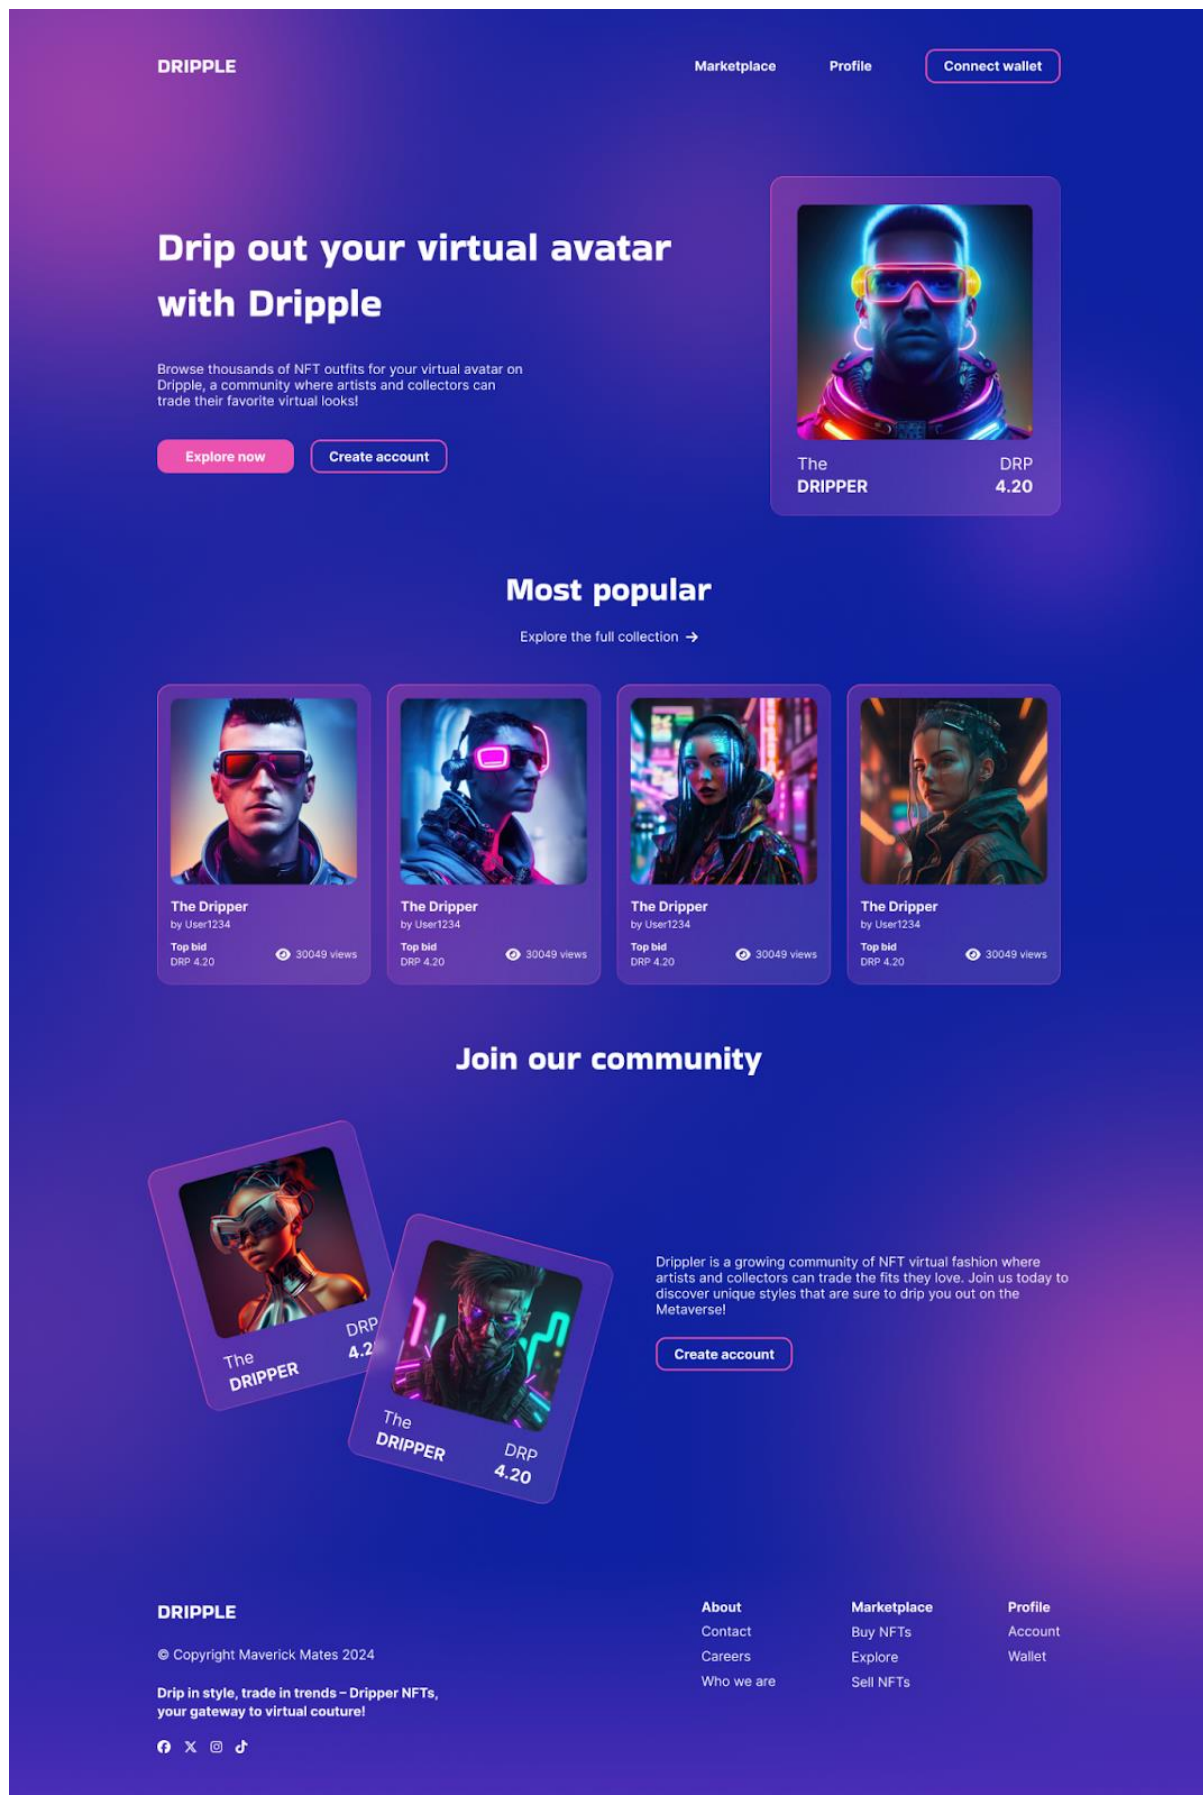 DRIPPLE
Marketplace
Profile
Connect wallet
Drip out your virtual avatar
with Dripple
Browse thousands of NFT outfits for your virtual avatar on
Dripple, a community where artists and collectors can
trade their favorite virtual looks!
Explore now
Create account
The
DRIPPER
DRP
4.20
Most popular
Explore the full collection →
The Dripper
by User1234
Top bid
DRP 4.20
30049 views
The Dripper
by User1234
Top bid
DRP 4.20
30049 views
The Dripper
by User1234
Top bid
DRP 4.20
30049 views
The Dripper
by User1234
Top bid
DRP 4.20
30049 views
Join our community
The
DRIPPER
DRP
The
DRIPPER
DRP
4.20
Drippler is a growing community of NFT virtual fashion where
artists and collectors can trade the fits they love. Join us today to
discover unique styles that are sure to drip you out on the
Metaverse!
Create account
DRIPPLE
© Copyright Maverick Mates 2024
Drip in style, trade in trends – Dripper NFTs,
your gateway to virtual couture!
About
Contact
Careers
Who we are
Marketplace
Buy NFTs
Explore
Sell NFTs
Profile
Account
Wallet